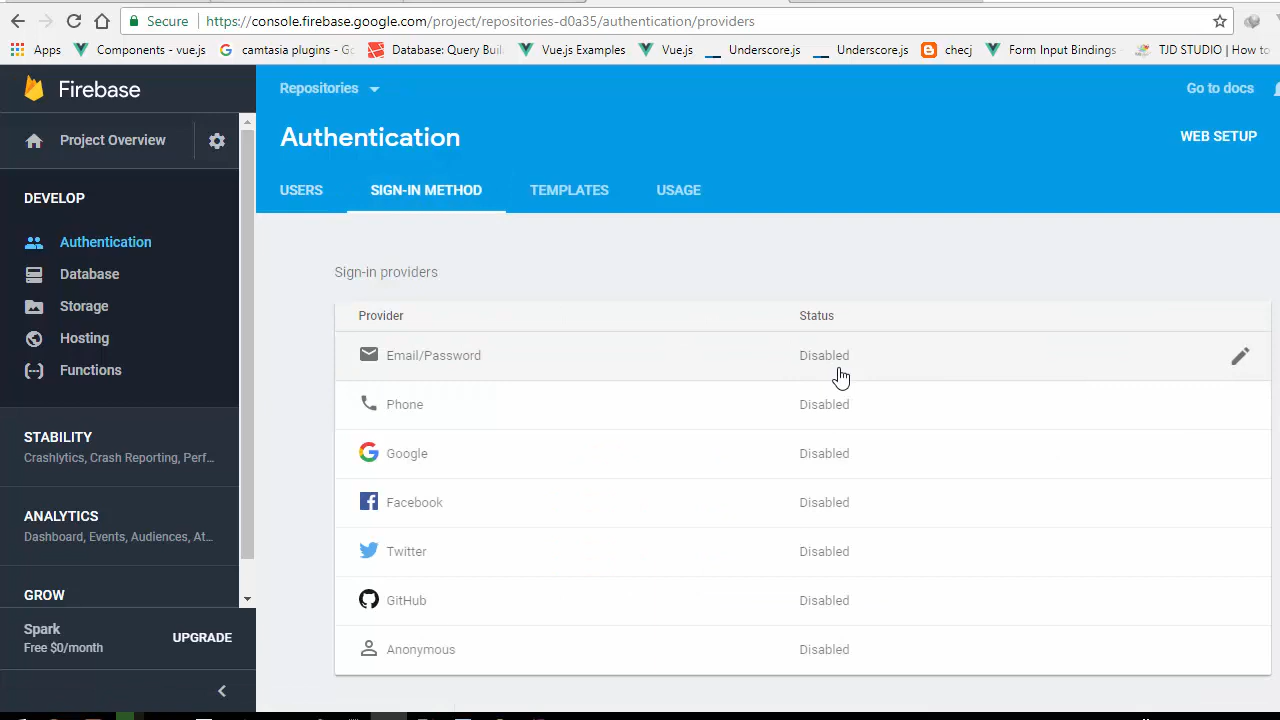 Secure https://console.firebase.google.com/project/repositories-d0a35/authentication/providers
Apps Components - vue.js camtasia plugins - Go Database: Query Buil Vue.js Examples Vue.js Underscore.js Underscore.js checj Form Input Bindings TJD STUDIO | How to
Firebase
Repositories Go to docs
Project Overview
Authentication
WEB SETUP
USERS SIGN-IN METHOD TEMPLATES USAGE
DEVELOP
Authentication
Database
Storage
Hosting
Functions
STABILITY
Crashlytics, Crash Reporting, Perf...
ANALYTICS
Dashboard, Events, Audiences, At...
GROW
Spark
Free $0/month
UPGRADE
Sign-in providers
Provider Status
Email/Password Disabled
Phone Disabled
Google Disabled
Facebook Disabled
Twitter Disabled
GitHub Disabled
Anonymous Disabled